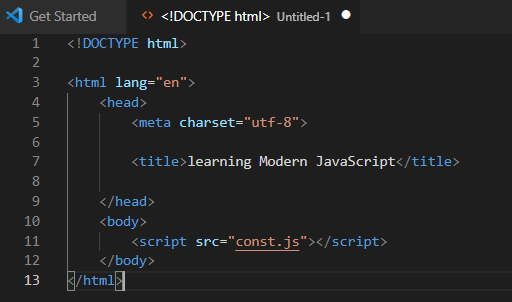 Get Started <> <!DOCTYPE html> Untitled-1
1 <!DOCTYPE html>
2
3 <html lang="en">
4 <head>
5 <meta charset="utf-8">
6
7 <title>learning Modern JavaScript</title>
8
9 </head>
10 <body>
11 <script src="const.js"></script>
12 </body>
13 </html>